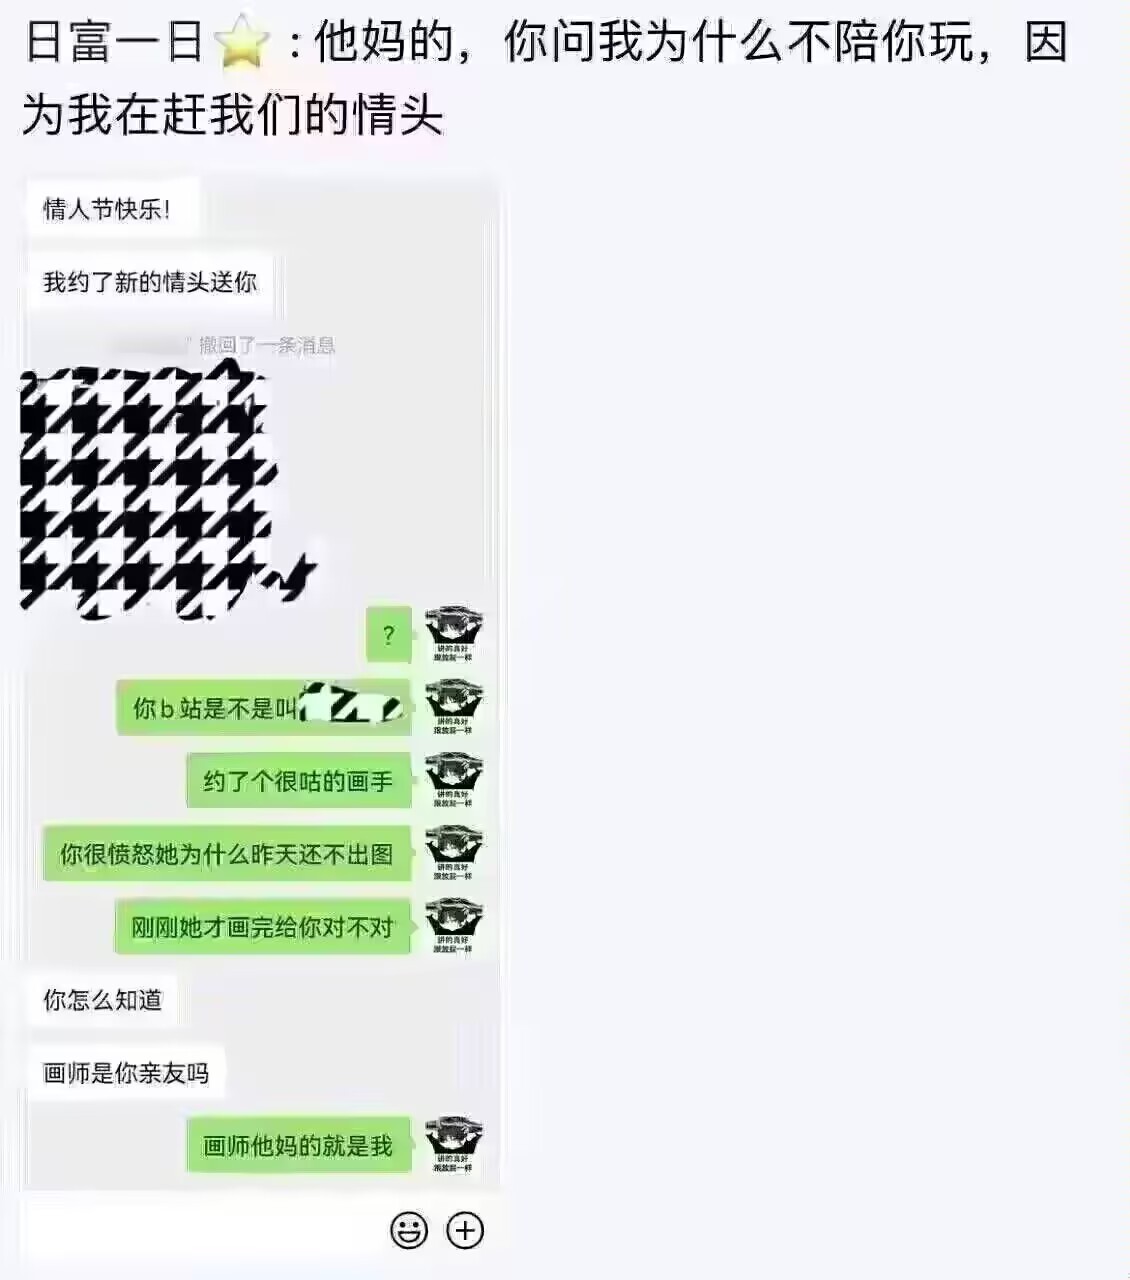 日富一日⭐：他妈的，你问我为什么不陪你玩，因
为我在赶我们的情头
情人节快乐！
我约了新的情头送你
" 撤回了一条消息
？
你b站是不是叫
约了个很咕的画手
你很愤怒她为什么昨天还不出图
刚刚她才画完给你对不对
你怎么知道
画师是你亲友吗
画师他妈的就是我